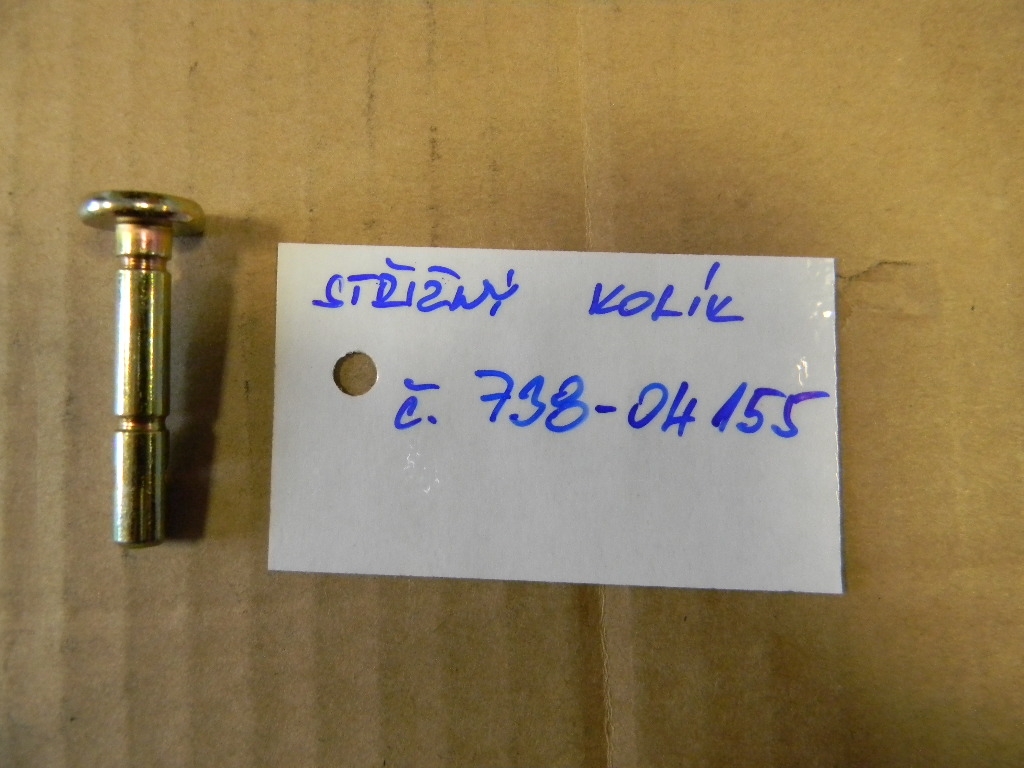 STŘIŽNÝ KOLÍK
č. 738-04155